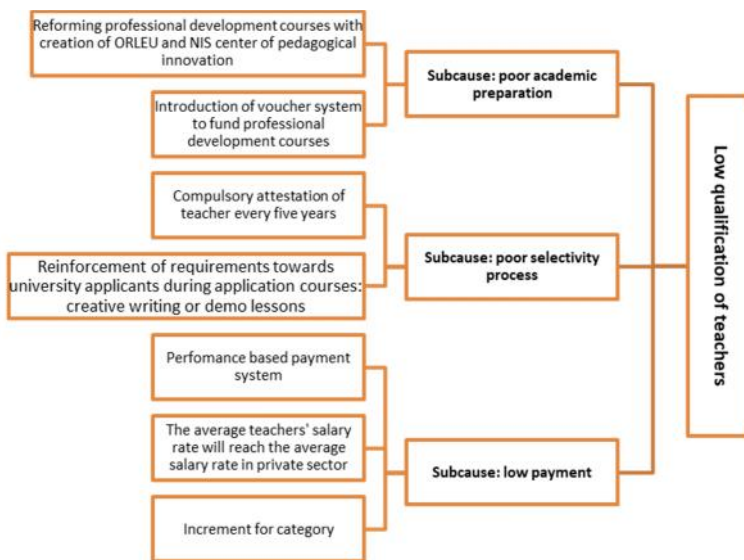 Reforming professional development courses with
creation of ORLEU and NIS center of pedagogical
innovation
Subcause: poor academic
preparation
Introduction of voucher system
to fund professional
development courses
Compulsory attestation of
teacher every five years
Subcause: poor selectivity
process
Reinforcement of requirements towards
university applicants during application courses:
creative writing or demo lessons
Perfomance based payment
system
The average teachers' salary
rate will reach the average
salary rate in private sector
Subcause: low payment
Increment for category
Low qualification of teachers